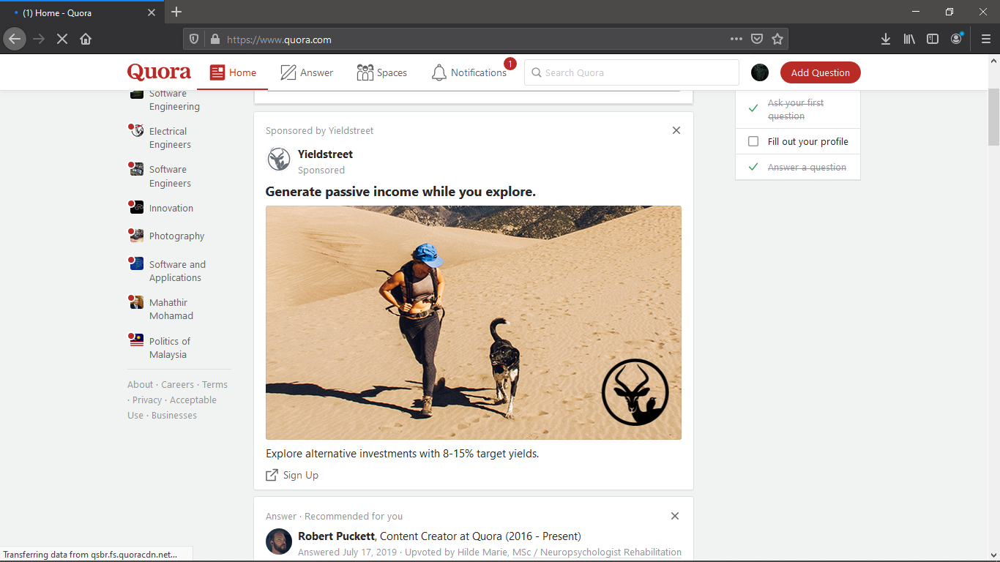 (1) Home - Quora
https://www.quora.com
Quora
Home
Answer
Spaces
Notifications
1
Search Quora
Add Question
Software
Engineering
Electrical
Engineers
Software
Engineers
Innovation
Photography
Software and
Applications
Mahathir
Mohamad
Politics of
Malaysia
About · Careers · Terms
· Privacy · Acceptable
Use · Businesses
Sponsored by Yieldstreet
Yieldstreet
Sponsored
Generate passive income while you explore.
Explore alternative investments with 8-15% target yields.
Sign Up
Answer · Recommended for you
Robert Puckett, Content Creator at Quora (2016 - Present)
Answered July 17, 2019 · Upvoted by Hilde Marie, MSc / Neuropsychologist Rehabilitation
Ask your first
question
Fill out your profile
Answer a question
Transferring data from qsbr.fs.quoracdn.net...